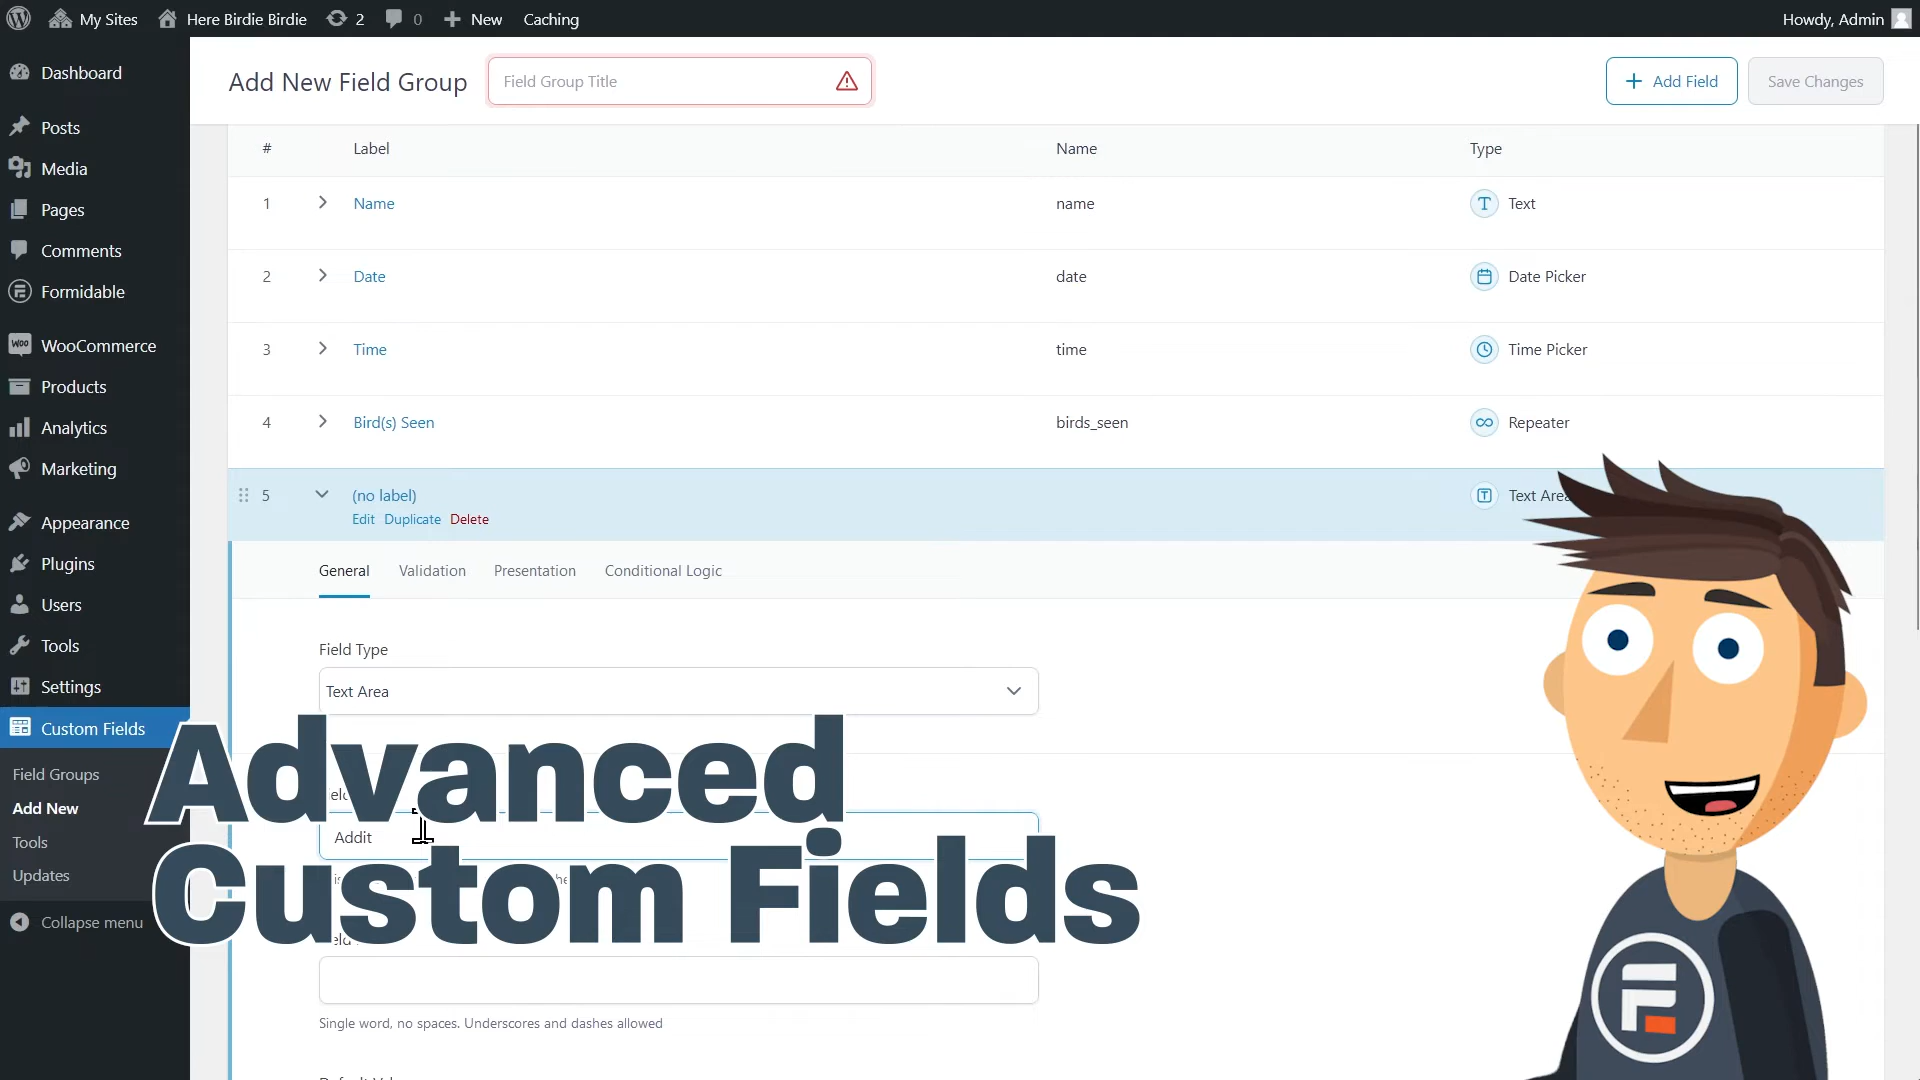 My Sites
Here Birdie Birdie
2
0
New
Caching
Howdy, Admin
Dashboard
Posts
Media
Pages
Comments
Formidable
WooCommerce
Products
Analytics
Marketing
Appearance
Plugins
Users
Tools
Settings
Custom Fields
Field Groups
Add New
Tools
Updates
Collapse menu
Add New Field Group
Field Group Title
Add Field
Save Changes
# Label Name Type
1 Name name Text
2 Date date Date Picker
3 Time time Time Picker
4 Bird(s) Seen birds_seen Repeater
5 (no label) Text Area
Edit Duplicate Delete
General Validation Presentation Conditional Logic
Field Type
Text Area
Advanced
Addit
Custom Fields
Single word, no spaces. Underscores and dashes allowed